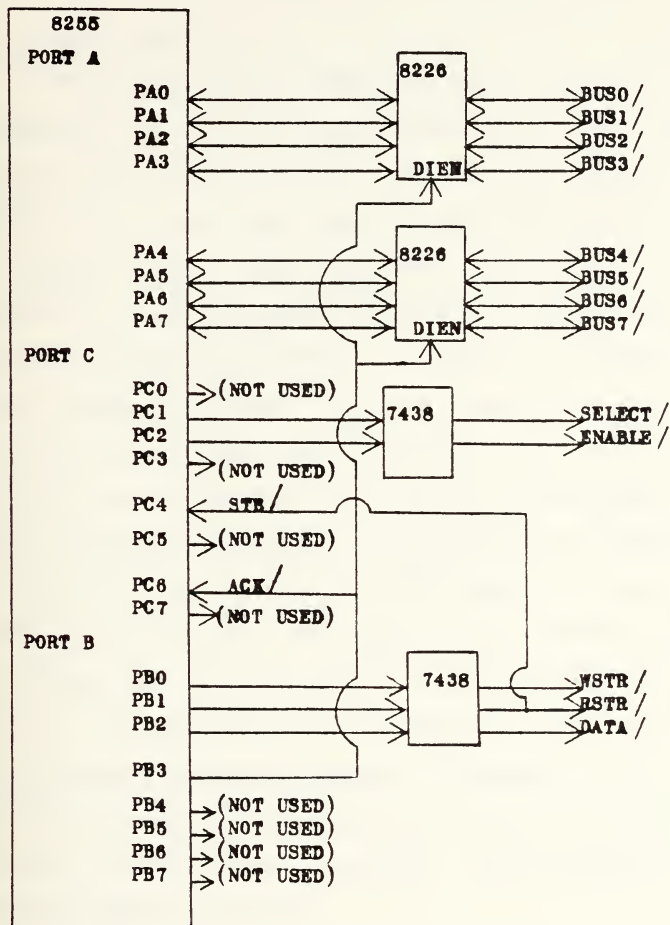 8255
PORT A
8226
PA0 BUS0/
PA1 BUS1/
PA2 BUS2/
PA3 BUS3/
DIEN
PA4 8226 BUS4/
PA5 BUS5/
PA6 BUS6/
PA7 DIEN BUS7/
PORT C
PC0 (NOT USED)
PC1 7438 SELECT/
PC2 ENABLE/
PC3 (NOT USED)
PC4 STB/
PC5 (NOT USED)
PC6 ACK/
PC7 (NOT USED)
PORT B
PB0 7438 WSTR/
PB1 RSTR/
PB2 DATA/
PB3
PB4 (NOT USED)
PB5 (NOT USED)
PB6 (NOT USED)
PB7 (NOT USED)